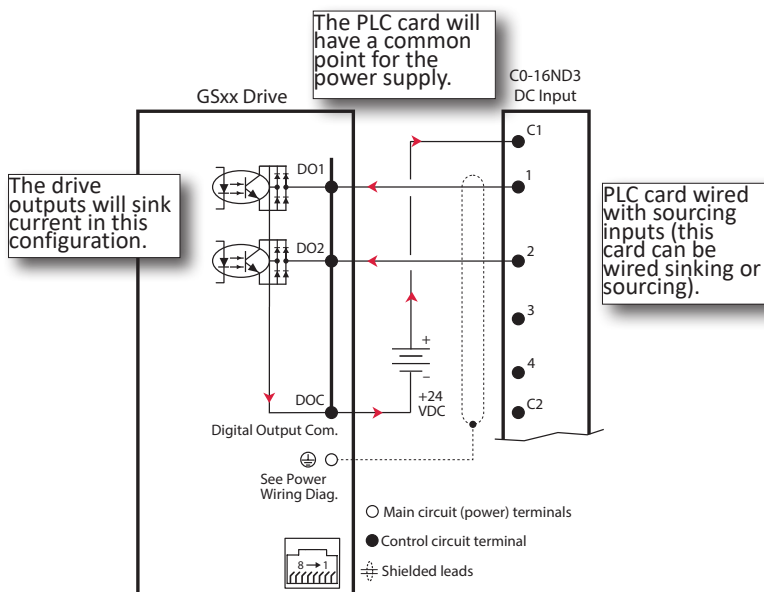 The PLC card will
have a common
point for the
power supply.
C0-16ND3
DC Input
GSxx Drive
C1
DO1
1
The drive
outputs will sink
current in this
configuration.
PLC card wired
with sourcing
inputs (this
card can be
wired sinking or
sourcing).
DO2
2
3
+
4
–
+24
VDC
DOC
C2
Digital Output Com.
See Power
Wiring Diag.
Main circuit (power) terminals
Control circuit terminal
8→1
Shielded leads